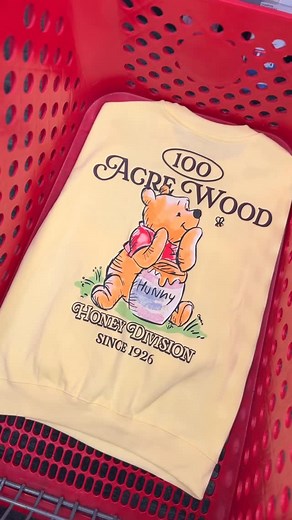 100
ACRE WOOD
HUNNY
HONEY DIVISION
SINCE 1926